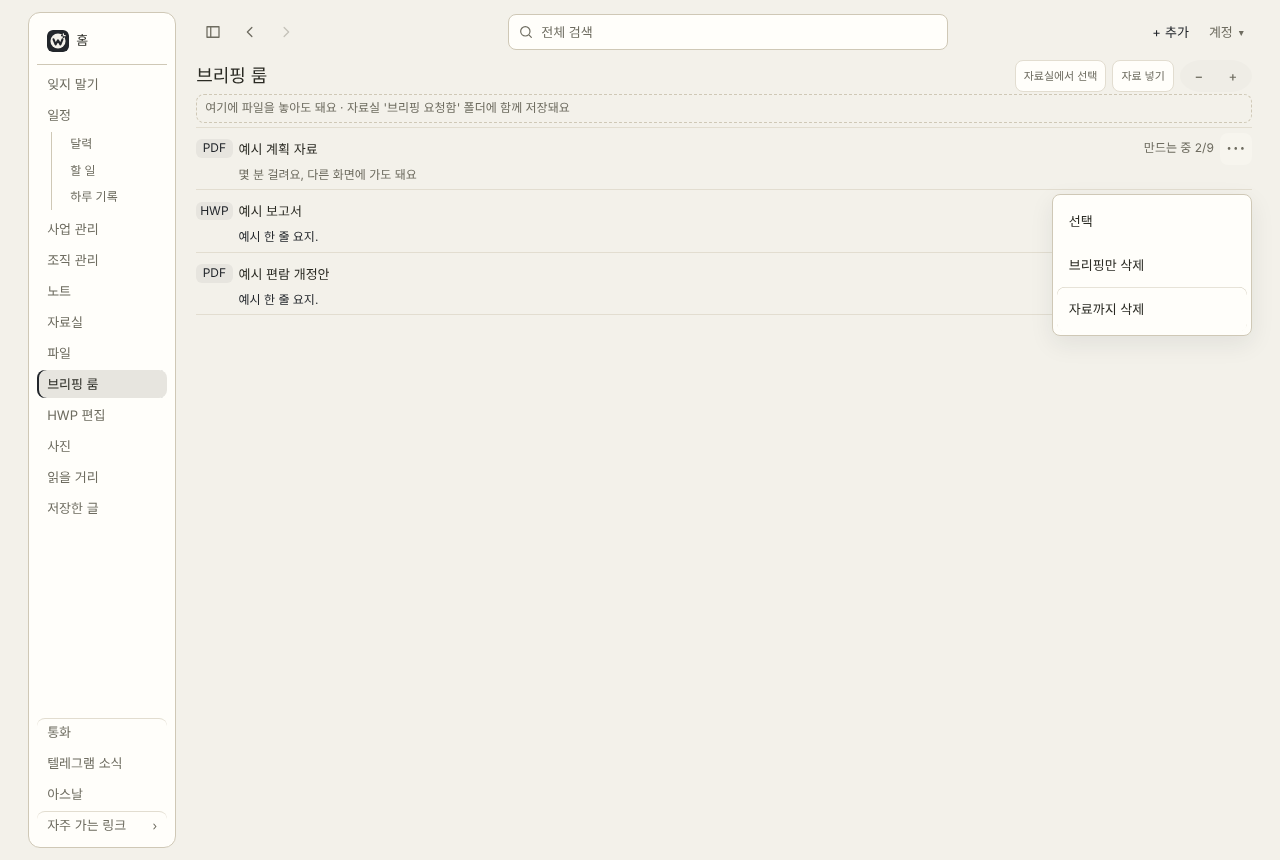 홈
잊지 말기
일정
달력
할 일
하루 기록
사업 관리
조직 관리
노트
자료실
파일
브리핑 룸
HWP 편집
사진
읽을 거리
저장한 글
통화
텔레그램 소식
아스날
자주 가는 링크 ›
전체 검색
+ 추가
계정 ▾
브리핑 룸
자료실에서 선택
자료 넣기
− +
여기에 파일을 놓아도 돼요 · 자료실 '브리핑 요청함' 폴더에 함께 저장돼요
PDF 예시 계획 자료
만드는 중 2/9 ···
몇 분 걸려요, 다른 화면에 가도 돼요
HWP 예시 보고서
예시 한 줄 요지.
PDF 예시 편람 개정안
예시 한 줄 요지.
선택
브리핑만 삭제
자료까지 삭제